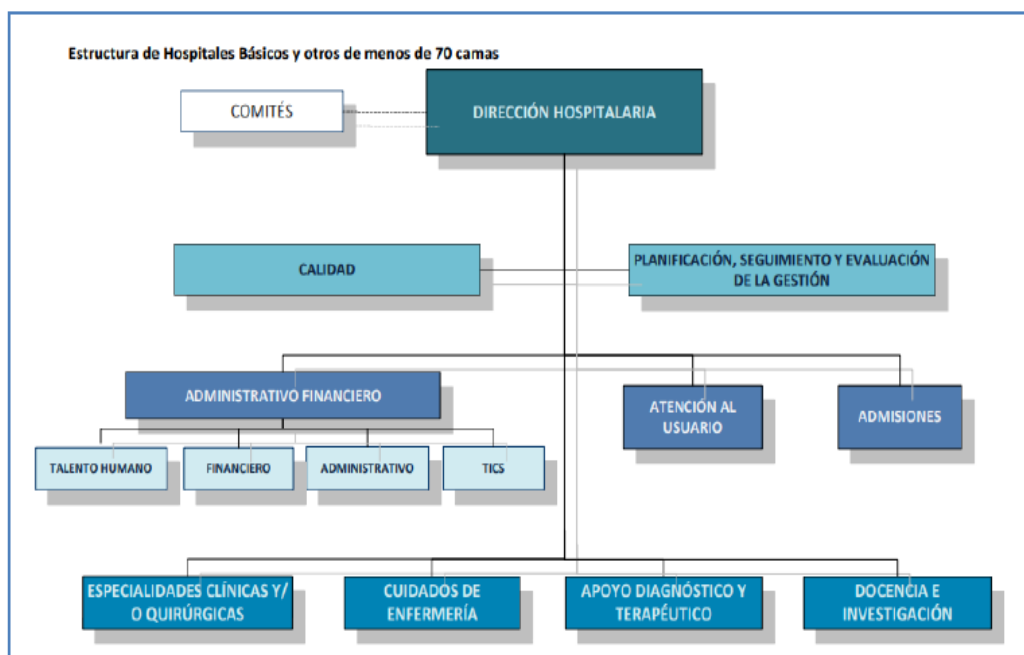 Estructura de Hospitales Básicos y otros de menos de 70 camas
COMITÉS
DIRECCIÓN HOSPITALARIA
CALIDAD
PLANIFICACIÓN, SEGUIMIENTO Y EVALUACIÓN
DE LA GESTIÓN
ADMINISTRATIVO FINANCIERO
ATENCIÓN AL
USUARIO
ADMISIONES
TALENTO HUMANO
FINANCIERO
ADMINISTRATIVO
TICS
ESPECIALIDADES CLÍNICAS Y/
O QUIRÚRGICAS
CUIDADOS DE
ENFERMERÍA
APOYO DIAGNÓSTICO Y
TERAPÉUTICO
DOCENCIA E
INVESTIGACIÓN